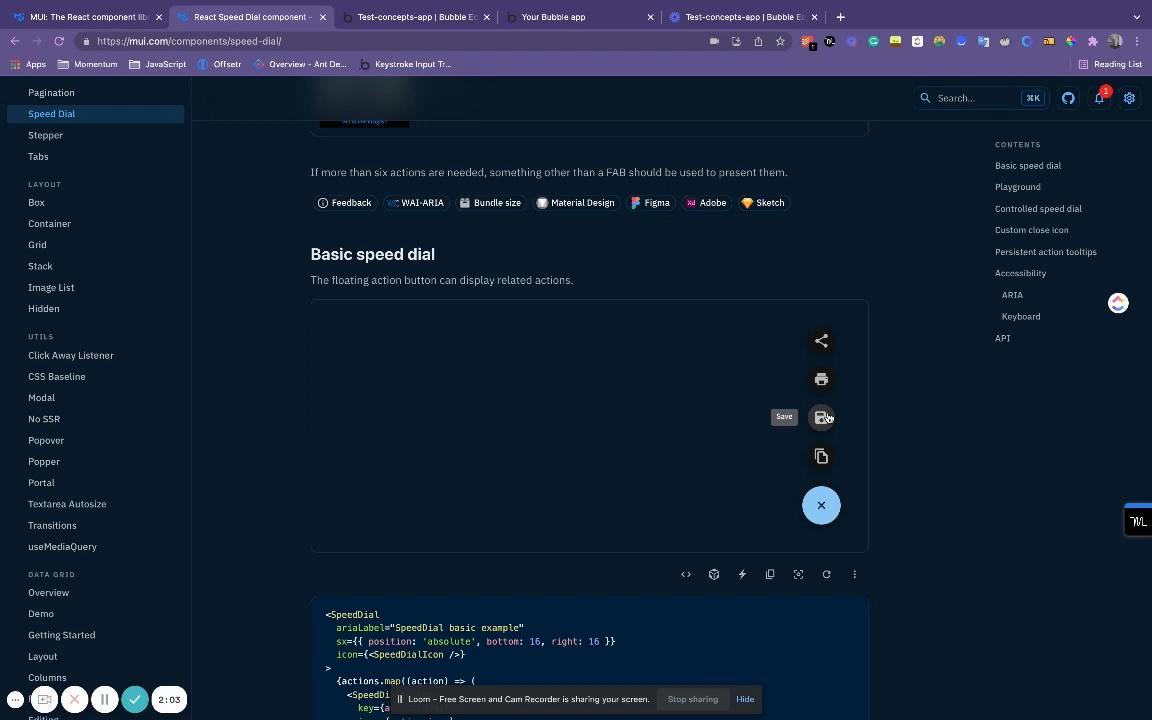 MUI: The React component libr
React Speed Dial component -
Test-concepts-app | Bubble Ed
Your Bubble app
Test-concepts-app | Bubble Ed
https://mui.com/components/speed-dial/
1
Apps
Momentum
JavaScript
Offsetr
Overview - Ant De...
Keystroke Input Tr...
Reading List
Pagination
Speed Dial
Stepper
Tabs
LAYOUT
Box
Container
Grid
Stack
Image List
Hidden
UTILS
Click Away Listener
CSS Baseline
Modal
No SSR
Popover
Popper
Portal
Textarea Autosize
Transitions
useMediaQuery
DATA GRID
Overview
Demo
Getting Started
Layout
Columns
Search...
⌘K
1
If more than six actions are needed, something other than a FAB should be used to present them.
Feedback
WAI-ARIA
Bundle size
Material Design
Figma
Adobe
Sketch
Basic speed dial
The floating action button can display related actions.
Save
<SpeedDial
ariaLabel="SpeedDial basic example"
sx={{ position: 'absolute', bottom: 16, right: 16 }}
icon={<SpeedDialIcon />}
>
{actions.map((action) => (
<SpeedDi
key={a
CONTENTS
Basic speed dial
Playground
Controlled speed dial
Custom close icon
Persistent action tooltips
Accessibility
ARIA
Keyboard
API
2:03
Loom – Free Screen and Cam Recorder is sharing your screen.
Stop sharing
Hide